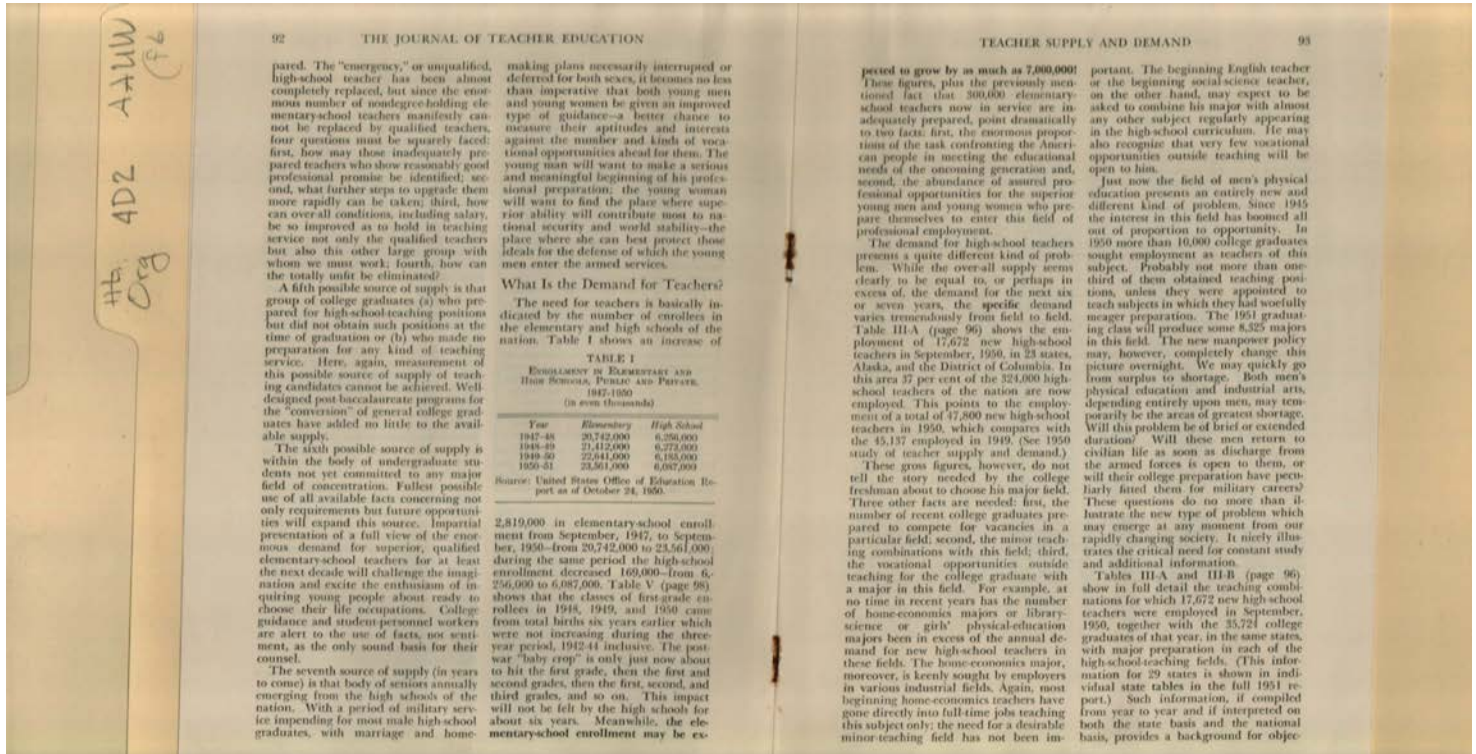 4D2 AAUW
Org
92 THE JOURNAL OF TEACHER EDUCATION
pared. The "emergency," or unqualified,
high-school teacher has been almost
completely replaced, but since the enor-
mous number of nondegree-holding ele-
mentary-school teachers manifestly can-
not be replaced by qualified teachers,
four questions must be squarely faced:
first, how may those inadequately pre-
pared teachers who show reasonably good
professional promise be identified; sec-
ond, what further steps to upgrade them
more rapidly can be taken; third, how
can over-all conditions, including salary,
be so improved as to hold in teaching
service not only the qualified teachers
but also this other large group with
whom we must work; fourth, how can
the totally unfit be eliminated?
A fifth possible source of supply is that
group of college graduates (a) who pre-
pared for high-school-teaching positions
but did not obtain such positions at the
time of graduation or (b) who made no
preparation for any kind of teaching
service. Here, again, measurement of
this possible source of supply of teach-
ing candidates cannot be achieved. Well-
designed post-baccalaureate programs for
the "conversion" of general college grad-
uates have added no little to the avail-
able supply.
The sixth possible source of supply is
within the body of undergraduate stu-
dents not yet committed to any major
field of concentration. Fullest possible
use of all available facts concerning not
only requirements but future opportuni-
ties will expand this source. Impartial
presentation of a full view of the enor-
mous demand for superior, qualified
elementary-school teachers for at least
the next decade will challenge the imagi-
nation and excite the enthusiasm of in-
quiring young people about ready to
choose their life occupations. College
guidance and student-personnel workers
are alert to the use of facts, not senti-
ment, as the only sound basis for their
counsel.
The seventh source of supply (in years
to come) is that body of seniors annually
emerging from the high schools of the
nation. With a period of military serv-
ice impending for most male high-school
graduates, with marriage and home-
making plans necessarily interrupted or
deferred for both sexes, it becomes no less
than imperative that both young men
and young women be given an improved
type of guidance—a better chance to
measure their aptitudes and interests
against the number and kinds of voca-
tional opportunities ahead for them. The
young man will want to make a serious
and meaningful beginning of his profes-
sional preparation; the young woman
will want to find the place where supe-
rior ability will contribute most to na-
tional security and world stability—the
place where she can best protect those
ideals for the defense of which the young
men enter the armed services.
What Is the Demand for Teachers?
The need for teachers is basically in-
dicated by the number of enrollees in
the elementary and high schools of the
nation. Table I shows an increase of
TABLE I
ENROLLMENT IN ELEMENTARY AND
HIGH SCHOOLS, PUBLIC AND PRIVATE,
1947-1950
(in even thousands)
Year Elementary High School
1947-48 20,742,000 6,256,000
1948-49 21,412,000 6,273,000
1949-50 22,641,000 6,185,000
1950-51 23,561,000 6,087,000
Source: United States Office of Education Re-
port as of October 24, 1950.
2,819,000 in elementary-school enroll-
ment from September, 1947, to Septem-
ber, 1950—from 20,742,000 to 23,561,000;
during the same period the high-school
enrollment decreased 169,000—from 6,-
256,000 to 6,087,000. Table V (page 98)
shows that the classes of first-grade en-
rollees in 1948, 1949, and 1950 came
from total births six years earlier which
were not increasing during the three-
year period, 1942-44 inclusive. The post-
war "baby crop" is only just now about
to hit the first grade, then the first and
second grades, then the first, second, and
third grades, and so on. This impact
will not be felt by the high schools for
about six years. Meanwhile, the ele-
mentary-school enrollment may be ex-
TEACHER SUPPLY AND DEMAND 93
pected to grow by as much as 7,000,000!
These figures, plus the previously men-
tioned fact that 300,000 elementary-
school teachers now in service are in-
adequately prepared, point dramatically
to two facts: first, the enormous propor-
tions of the task confronting the Ameri-
can people in meeting the educational
needs of the oncoming generation and,
second, the abundance of assured pro-
fessional opportunities for the superior
young men and young women who pre-
pare themselves to enter this field of
professional employment.
The demand for high-school teachers
presents a quite different kind of prob-
lem. While the over-all supply seems
clearly to be equal to, or perhaps in
excess of, the demand for the next six
or seven years, the specific demand
varies tremendously from field to field.
Table III-A (page 96) shows the em-
ployment of 17,672 new high-school
teachers in September, 1950, in 23 states,
Alaska, and the District of Columbia. In
this area 37 per cent of the 324,000 high-
school teachers of the nation are now
employed. This points to the employ-
ment of a total of 47,800 new high-school
teachers in 1950, which compares with
the 45,137 employed in 1949. (See 1950
study of teacher supply and demand.)
These gross figures, however, do not
tell the story needed by the college
freshman about to choose his major field.
Three other facts are needed: first, the
number of recent college graduates pre-
pared to compete for vacancies in a
particular field; second, the minor teach-
ing combinations with this field; third,
the vocational opportunities outside
teaching for the college graduate with
a major in this field. For example, at
no time in recent years has the number
of home-economics majors or library-
science or girls' physical-education
majors been in excess of the annual de-
mand for new high-school teachers in
these fields. The home-economics major,
moreover, is keenly sought by employers
in various industrial fields. Again, most
beginning home-economics teachers have
gone directly into full-time jobs teaching
this subject only; the need for a desirable
minor-teaching field has not been im-
portant. The beginning English teacher
or the beginning social-science teacher,
on the other hand, may expect to be
asked to combine his major with almost
any other subject regularly appearing
in the high-school curriculum. He may
also recognize that very few vocational
opportunities outside teaching will be
open to him.
Just now the field of men's physical
education presents an entirely new and
different kind of problem. Since 1945
the interest in this field has boomed all
out of proportion to opportunity. In
1950 more than 10,000 college graduates
sought employment as teachers of this
subject. Probably not more than one-
third of them obtained teaching posi-
tions, unless they were appointed to
teach subjects in which they had woefully
meager preparation. The 1951 graduat-
ing class will produce some 8,325 majors
in this field. The new manpower policy
may, however, completely change this
picture overnight. We may quickly go
from surplus to shortage. Both men's
physical education and industrial arts,
depending entirely upon men, may tem-
porarily be the areas of greatest shortage.
Will this problem be of brief or extended
duration? Will these men return to
civilian life as soon as discharge from
the armed forces is open to them, or
will their college preparation have pecu-
liarly fitted them for military careers?
These questions do no more than il-
lustrate the new type of problem which
may emerge at any moment from our
rapidly changing society. It nicely illus-
trates the critical need for constant study
and additional information.
Tables III-A and III-B (page 96)
show in full detail the teaching combi-
nations for which 17,672 new high-school
teachers were employed in September,
1950, together with the 35,724 college
graduates of that year, in the same states,
with major preparation in each of the
high-school-teaching fields. (This infor-
mation for 29 states is shown in indi-
vidual state tables in the full 1951 re-
port.) Such information, if compiled
from year to year and if interpreted on
both the state basis and the national
basis, provides a background for objec-